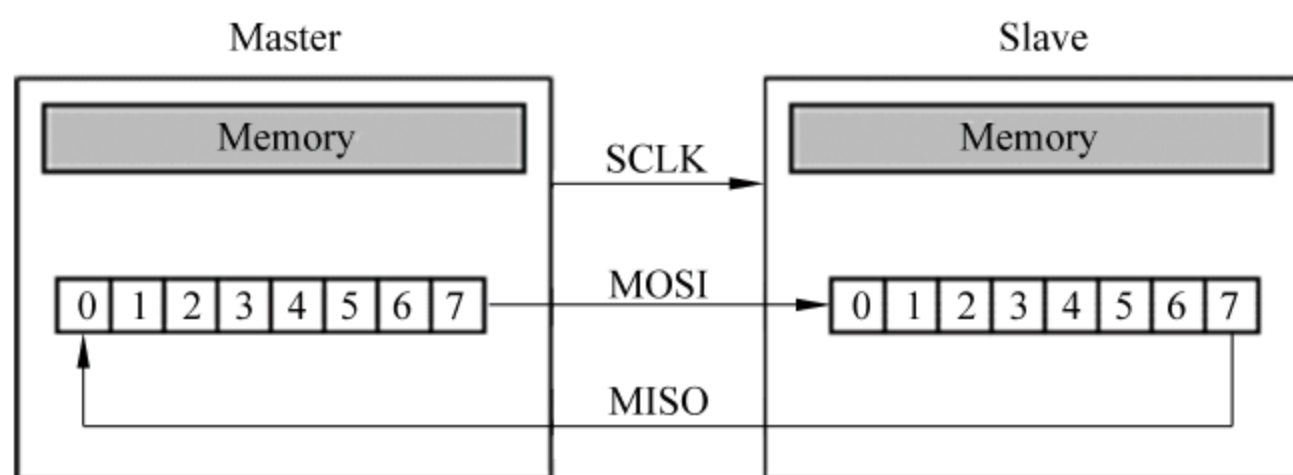 Master
Slave
Memory
Memory
SCLK
MOSI
0 1 2 3 4 5 6 7
0 1 2 3 4 5 6 7
MISO